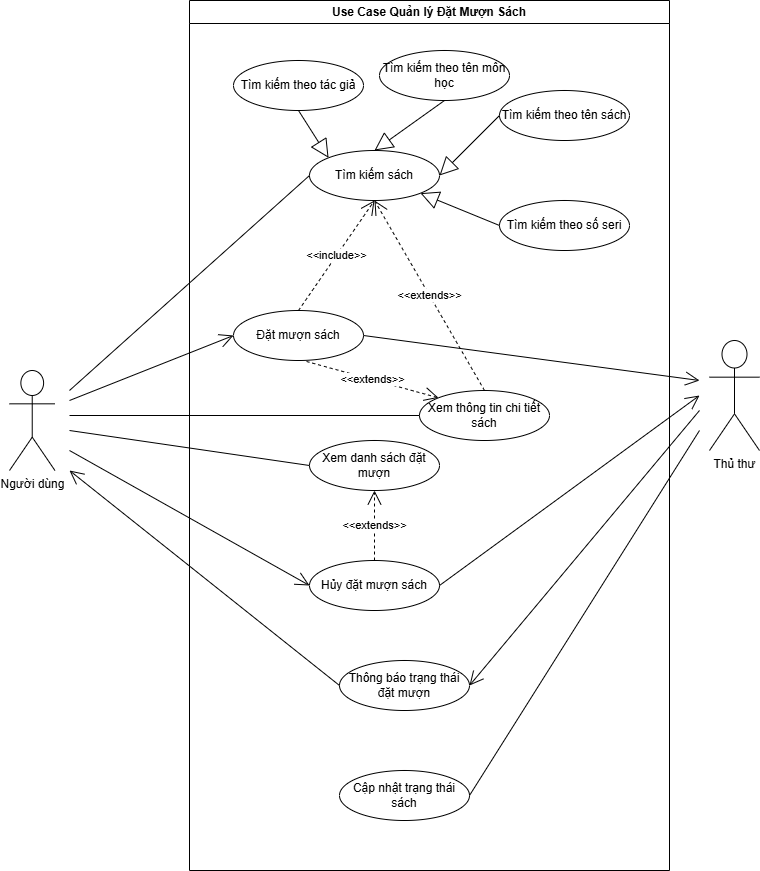 Use Case Quản lý Đặt Mượn Sách
Tìm kiếm theo tên môn
học
Tìm kiếm theo tác giả
Tìm kiếm theo tên sách
Tìm kiếm sách
Tìm kiếm theo số seri
<<include>>
<<extends>>
Đặt mượn sách
<<extends>>
Xem thông tin chi tiết
sách
Xem danh sách đặt
mượn
Người dùng
Thủ thư
<<extends>>
Hủy đặt mượn sách
Thông báo trạng thái
đặt mượn
Cập nhật trạng thái
sách